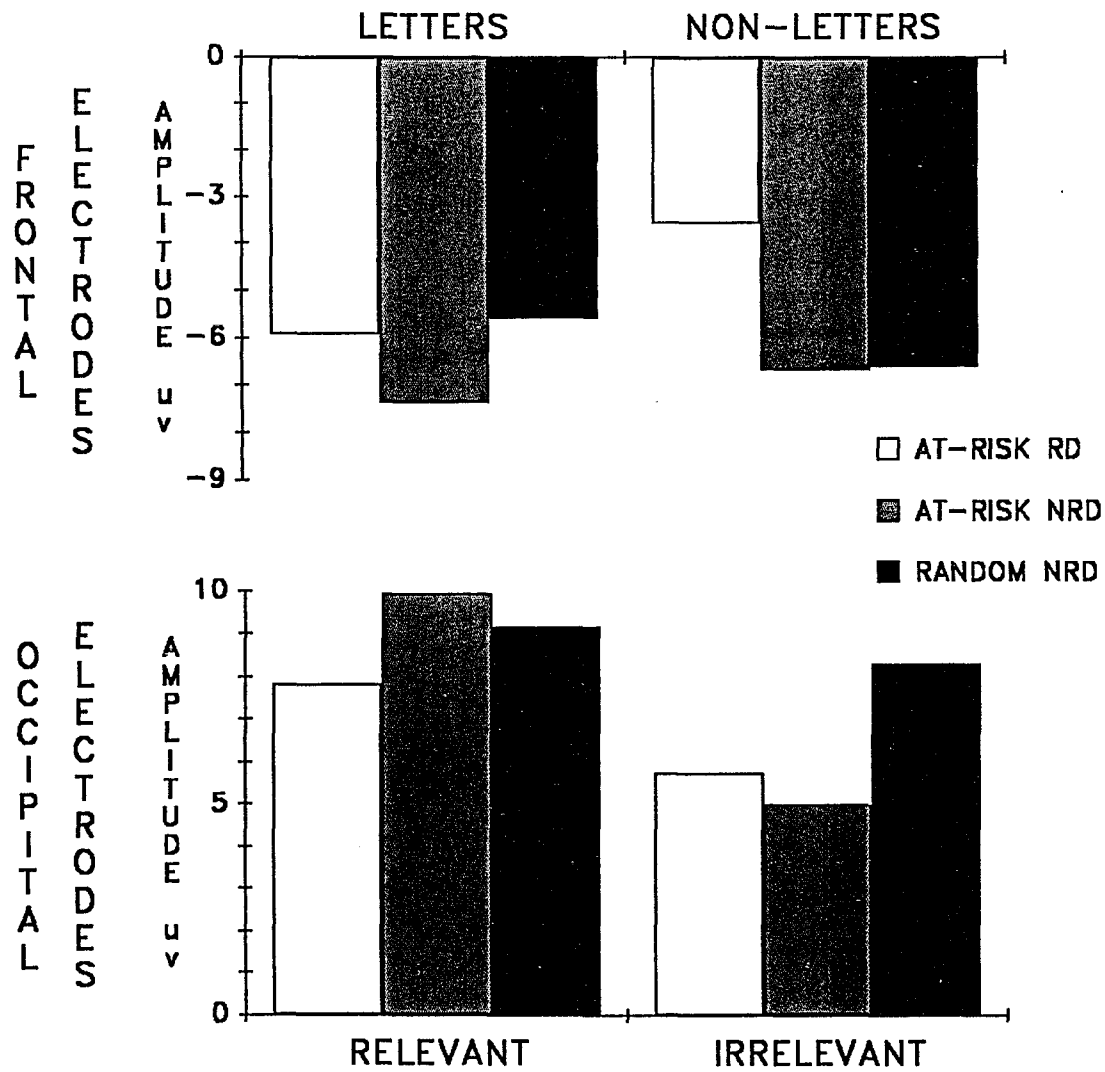 LETTERS
NON-LETTERS
FRONTAL
ELECTRODES
AMPLITUDE uv
0
-3
-6
-9
AT-RISK RD
AT-RISK NRD
RANDOM NRD
OCCIPITAL
ELECTRODES
AMPLITUDE uv
10
5
0
RELEVANT
IRRELEVANT